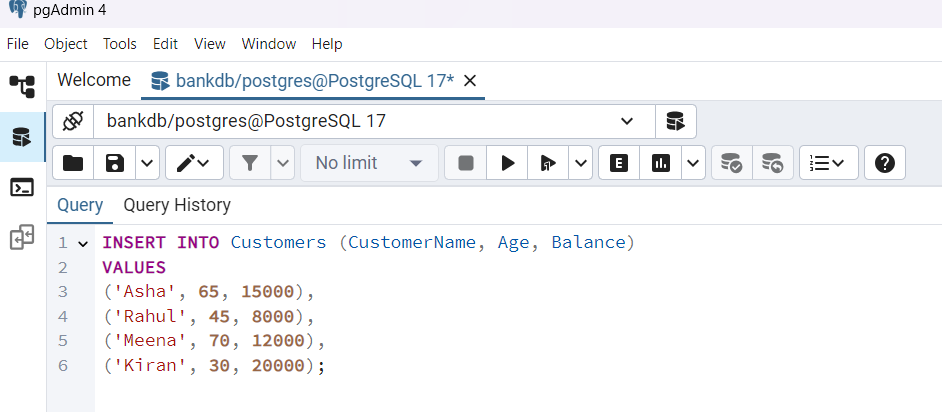 pgAdmin 4
File Object Tools Edit View Window Help
Welcome bankdb/postgres@PostgreSQL 17*
bankdb/postgres@PostgreSQL 17
No limit E
Query Query History
1 INSERT INTO Customers (CustomerName, Age, Balance)
2 VALUES
3 ('Asha', 65, 15000),
4 ('Rahul', 45, 8000),
5 ('Meena', 70, 12000),
6 ('Kiran', 30, 20000);